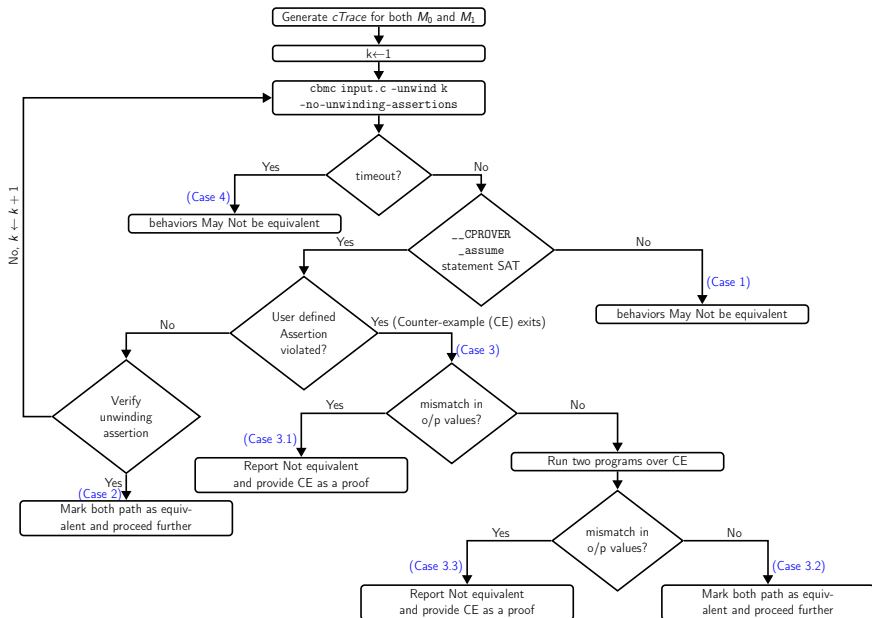 Generate cTrace for both M0 and M1
k←1
cbmc input.c -unwind k
-no-unwinding-assertions
timeout?
Yes
No
(Case 4)
behaviors May Not be equivalent
__CPROVER
_assume
statement SAT
Yes
No
(Case 1)
behaviors May Not be equivalent
No, k ← k + 1
User defined
Assertion
violated?
No
Yes (Counter-example (CE) exits)
(Case 3)
Verify
unwinding
assertion
mismatch in
o/p values?
Yes
No
(Case 3.1)
Report Not equivalent
and provide CE as a proof
Run two programs over CE
Yes
(Case 2)
Mark both path as equiv-
alent and proceed further
mismatch in
o/p values?
Yes
No
(Case 3.3)
(Case 3.2)
Report Not equivalent
and provide CE as a proof
Mark both path as equiv-
alent and proceed further